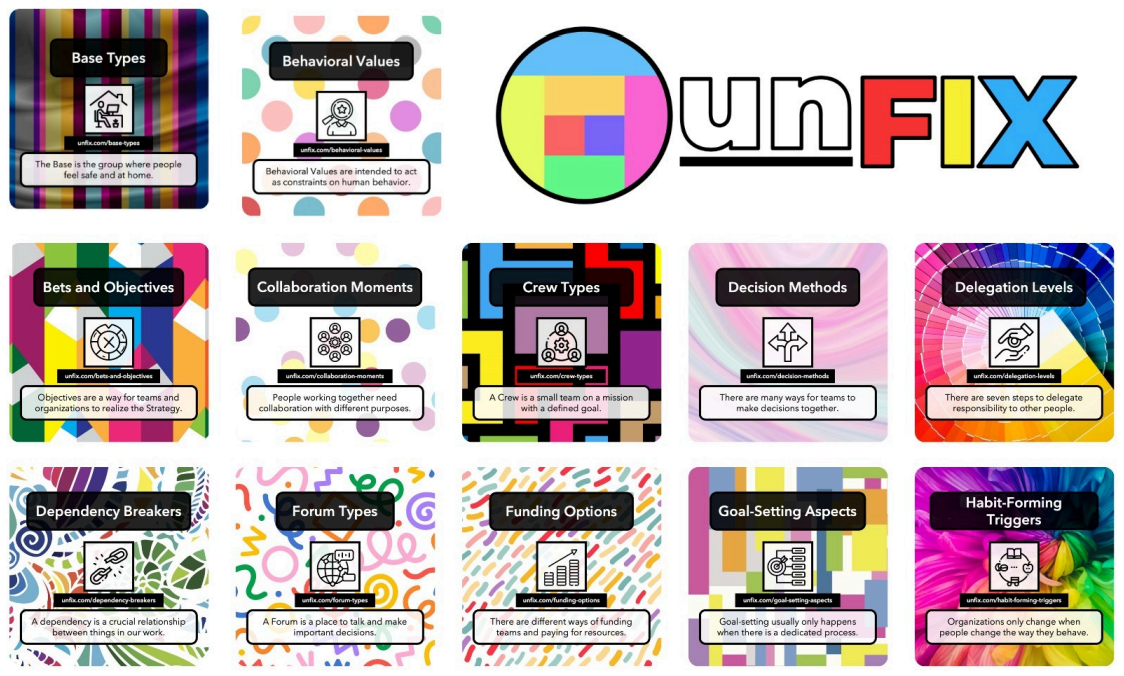 Base Types
unfix.com/base-types
The Base is the group where people
feel safe and at home.
Behavioral Values
unfix.com/behavioral-values
Behavioral Values are intended to act
as constraints on human behavior.
unFIX
Bets and Objectives
unfix.com/bets-and-objectives
Objectives are a way for teams and
organizations to realize the Strategy.
Collaboration Moments
unfix.com/collaboration-moments
People working together need
collaboration with different purposes.
Crew Types
unfix.com/crew-types
A Crew is a small team on a mission
with a defined goal.
Decision Methods
unfix.com/decision-methods
There are many ways for teams to
make decisions together.
Delegation Levels
unfix.com/delegation-levels
There are seven steps to delegate
responsibility to other people.
Dependency Breakers
unfix.com/dependency-breakers
A dependency is a crucial relationship
between things in our work.
Forum Types
unfix.com/forum-types
A Forum is a place to talk and make
important decisions.
Funding Options
unfix.com/funding-options
There are different ways of funding
teams and paying for resources.
Goal-Setting Aspects
unfix.com/goal-setting-aspects
Goal-setting usually only happens
when there is a dedicated process.
Habit-Forming
Triggers
unfix.com/habit-forming-triggers
Organizations only change when
people change the way they behave.